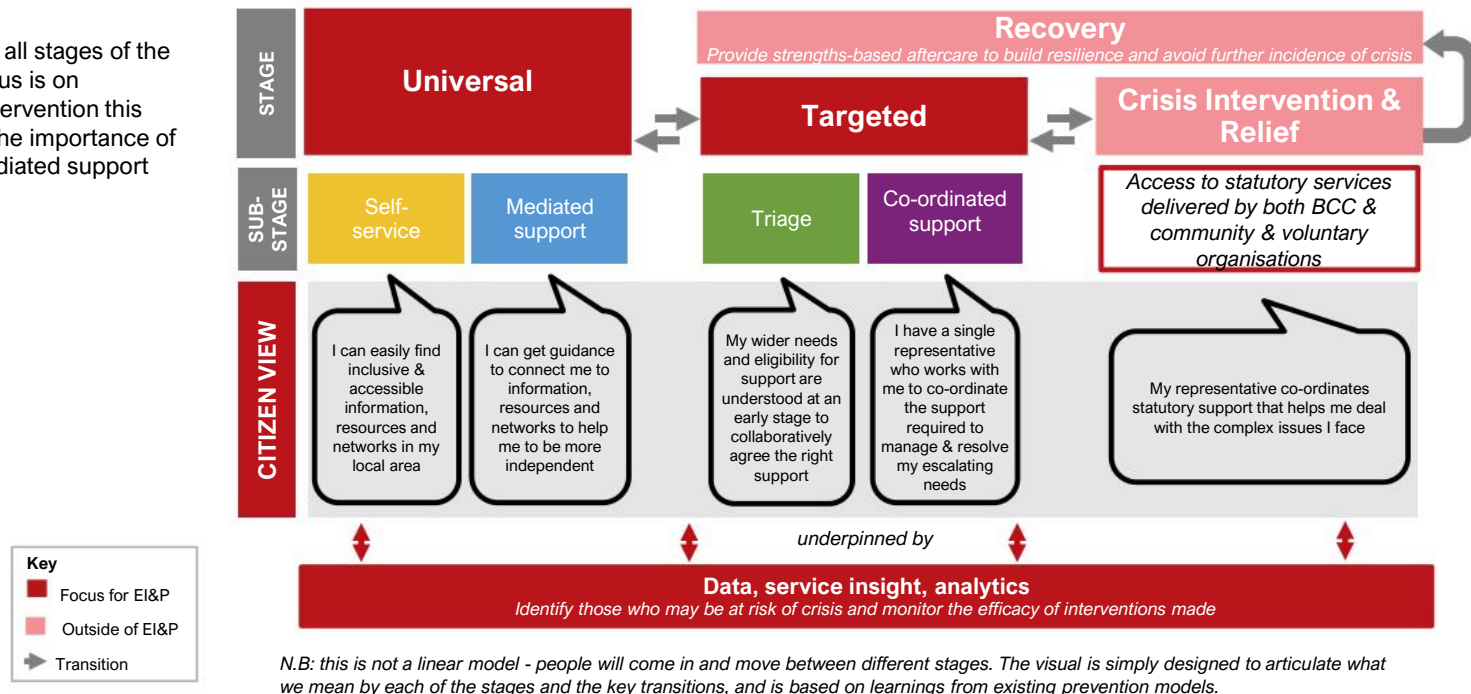 all stages of the
us is on
ervention this
he importance of
diated support
STAGE
Universal
Recovery
Provide strengths-based aftercare to build resilience and avoid further incidence of crisis
Targeted
Crisis Intervention &
Relief
SUB-
STAGE
Self-
service
Mediated
support
Triage
Co-ordinated
support
Access to statutory services
delivered by both BCC &
community & voluntary
organisations
CITIZEN VIEW
I can easily find
inclusive &
accessible
information,
resources and
networks in my
local area
I can get guidance
to connect me to
information,
resources and
networks to help
me to be more
independent
My wider needs
and eligibility for
support are
understood at an
early stage to
collaboratively
agree the right
support
I have a single
representative
who works with
me to co-ordinate
the support
required to
manage & resolve
my escalating
needs
My representative co-ordinates
statutory support that helps me deal
with the complex issues I face
underpinned by
Data, service insight, analytics
Identify those who may be at risk of crisis and monitor the efficacy of interventions made
Key
Focus for EI&P
Outside of EI&P
Transition
N.B: this is not a linear model - people will come in and move between different stages. The visual is simply designed to articulate what
we mean by each of the stages and the key transitions, and is based on learnings from existing prevention models.